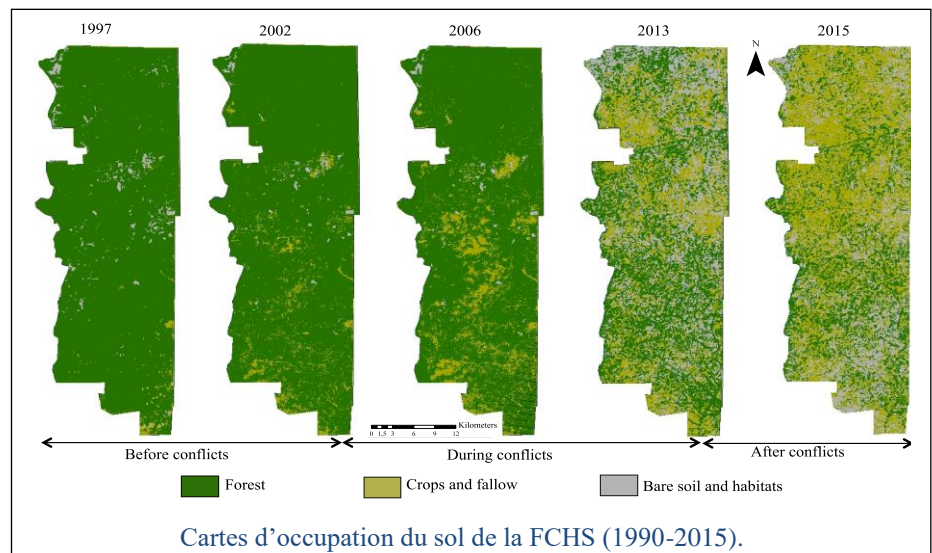 1997 2002 2006 2013 2015
N
Kilometers
0 1,5 3 6 9 12
Before conflicts During conflicts After conflicts
Forest Crops and fallow Bare soil and habitats
Cartes d’occupation du sol de la FCHS (1990-2015).